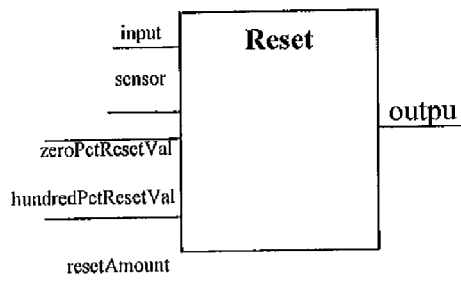 input
Reset
sensor
outpu
zeroPctResetVal
hundredPctResetVal
resetAmount